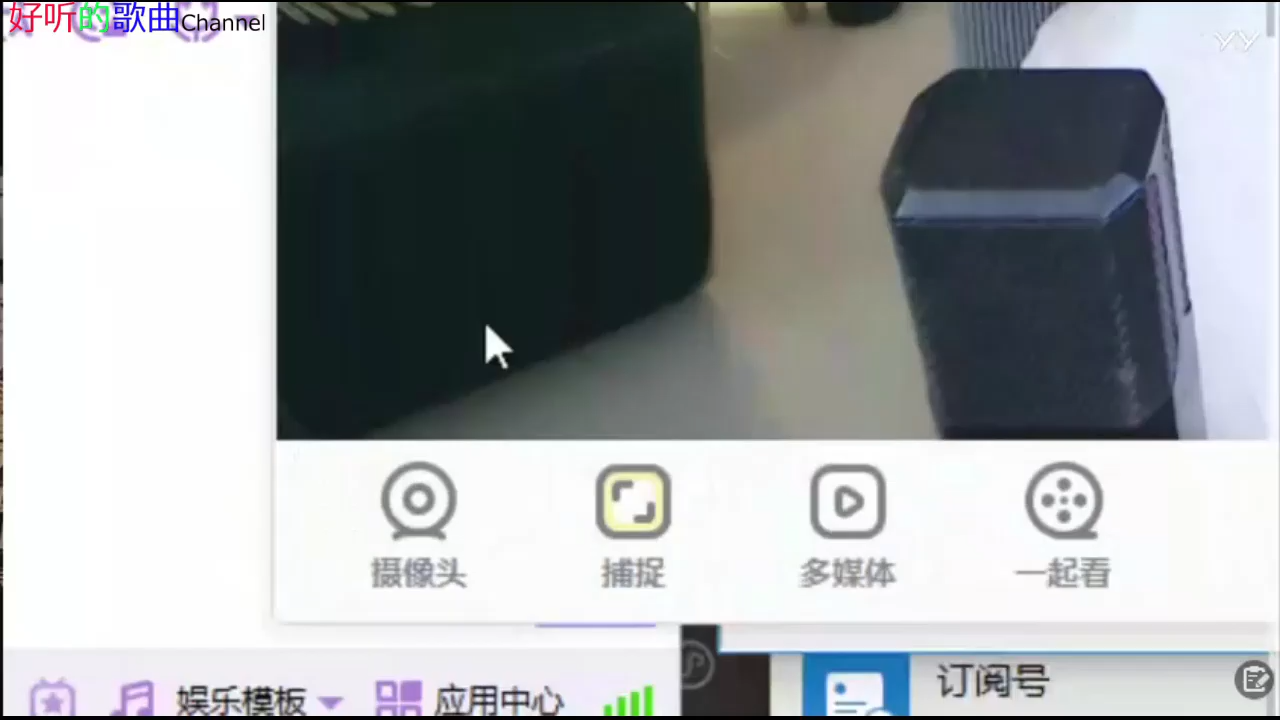 好听的歌曲Channel
YY
摄像头
捕捉
多媒体
一起看
娱乐模板
应用中心
订阅号